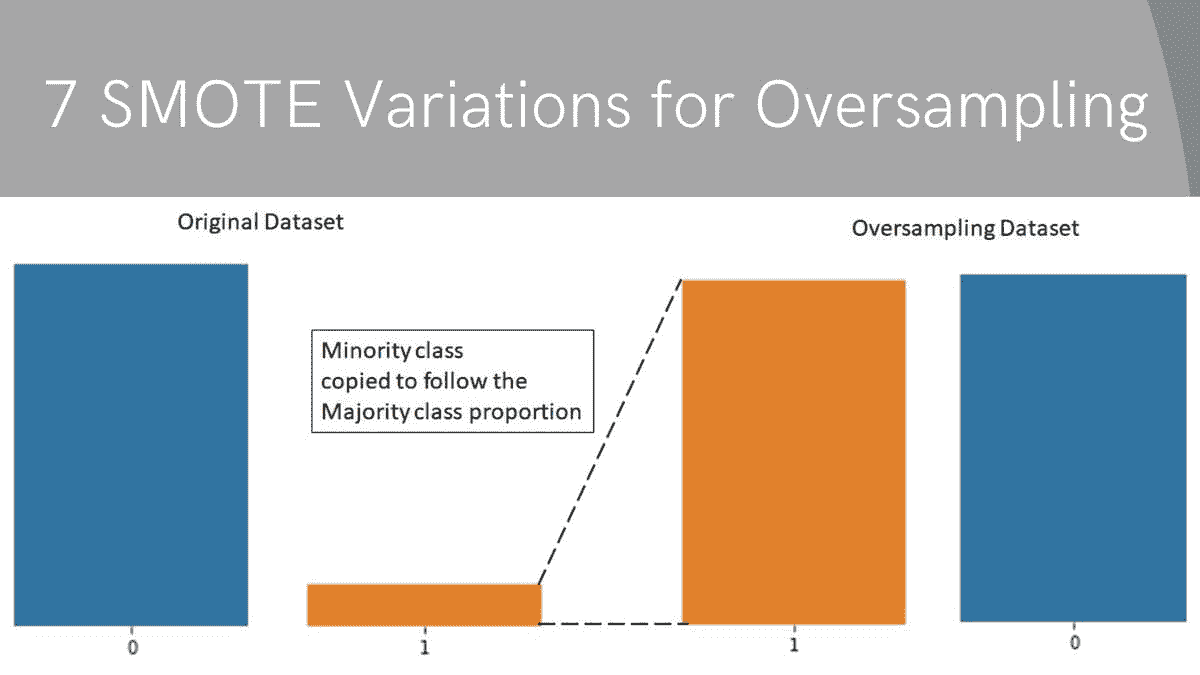 7 SMOTE Variations for Oversampling
Original Dataset
Oversampling Dataset
Minority class
copied to follow the
Majority class proportion
0
1
1
0